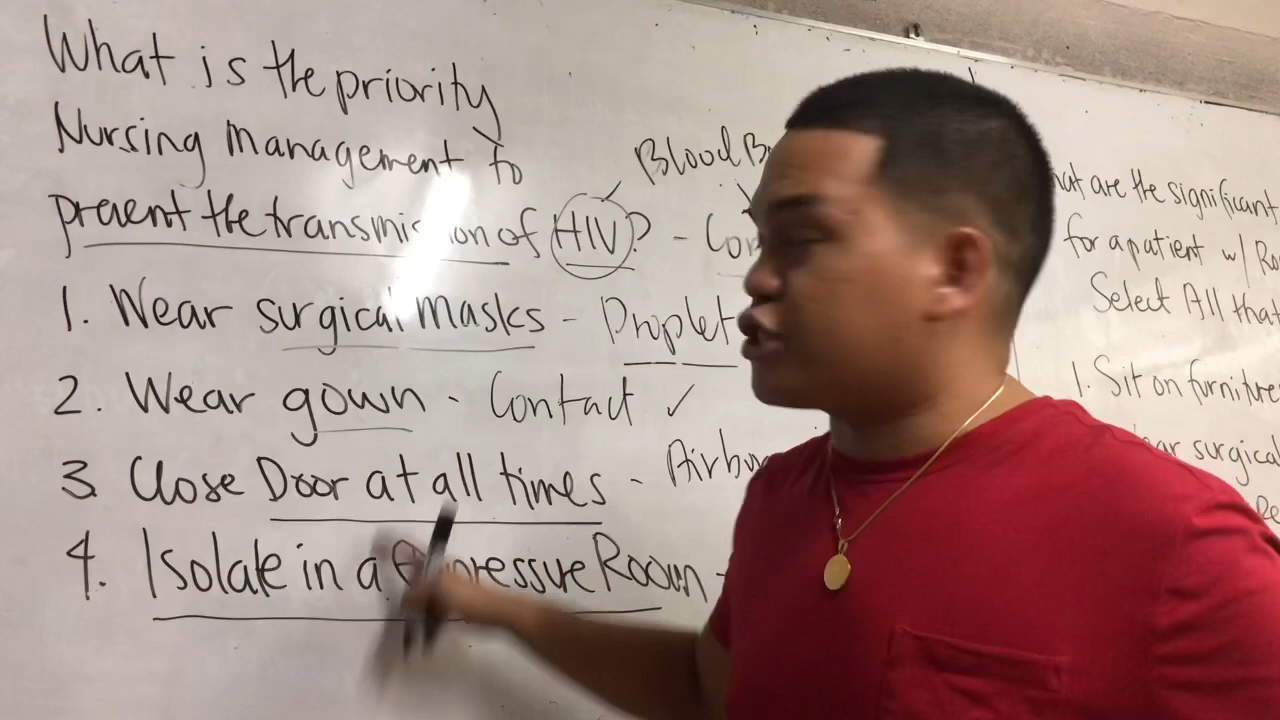 What is the priority
Nursing management to
prevent the transmission of HIV? -
Blood
1. Wear surgical masks - Droplet
2. Wear gown - Contact ✓
3. Close Door at all times -
4. Isolate in a pressure Room -
are the significant
for a patient w/
Select All that
1. Sit on furniture
surgical